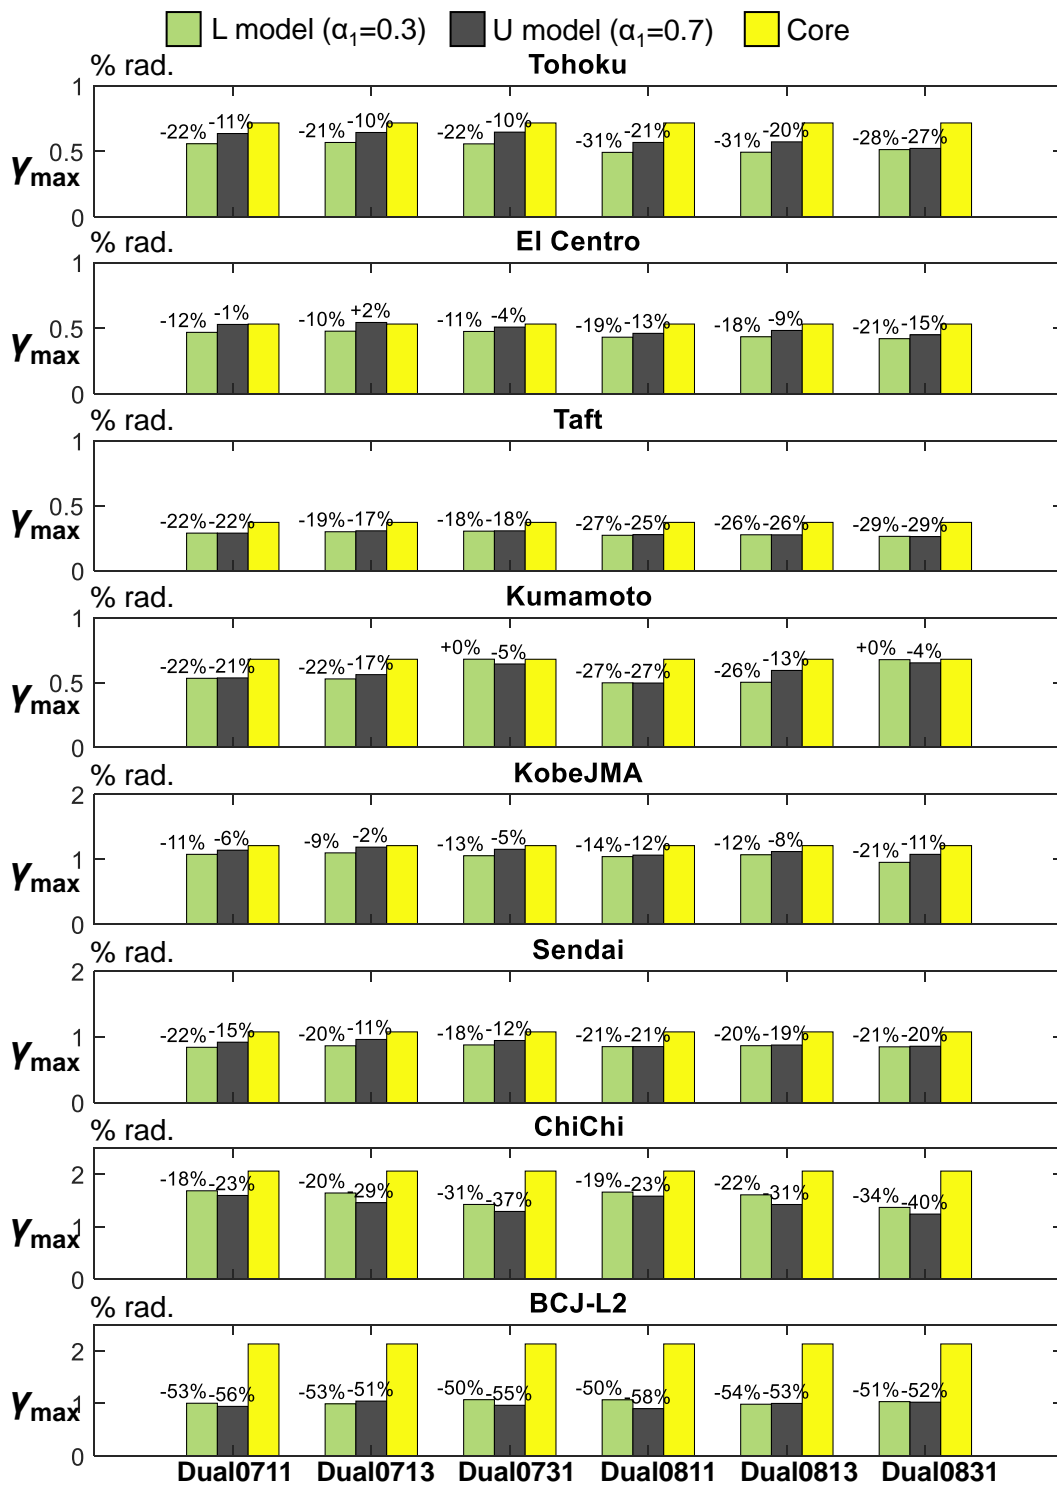 L model (α1=0.3) U model (α1=0.7) Core
% rad. Tohoku
1
-22% -11% -21% -10% -22% -10% -31% -21% -31% -20% -28% -27%
0.5
γmax
0
% rad. El Centro
1
-12% -1% -10% +2% -11% -4% -19% -13% -18% -9% -21% -15%
0.5
γmax
0
% rad. Taft
1
0.5
-22% -22% -19% -17% -18% -18% -27% -25% -26% -26% -29% -29%
γmax
0
% rad. Kumamoto
1
-22% -21% -22% -17% +0% -5% -27% -27% -26% -13% +0% -4%
0.5
γmax
0
% rad. KobeJMA
2
-11% -6% -9% -2% -13% -5% -14% -12% -12% -8% -21% -11%
1
γmax
0
% rad. Sendai
2
-22% -15% -20% -11% -18% -12% -21% -21% -20% -19% -21% -20%
1
γmax
0
% rad. ChiChi
2
-18% -23% -20% -29% -31% -37% -19% -23% -22% -31% -34% -40%
1
γmax
0
% rad. BCJ-L2
2
-53% -56% -53% -51% -50% -55% -50% -58% -54% -53% -51% -52%
1
γmax
0
Dual0711 Dual0713 Dual0731 Dual0811 Dual0813 Dual0831